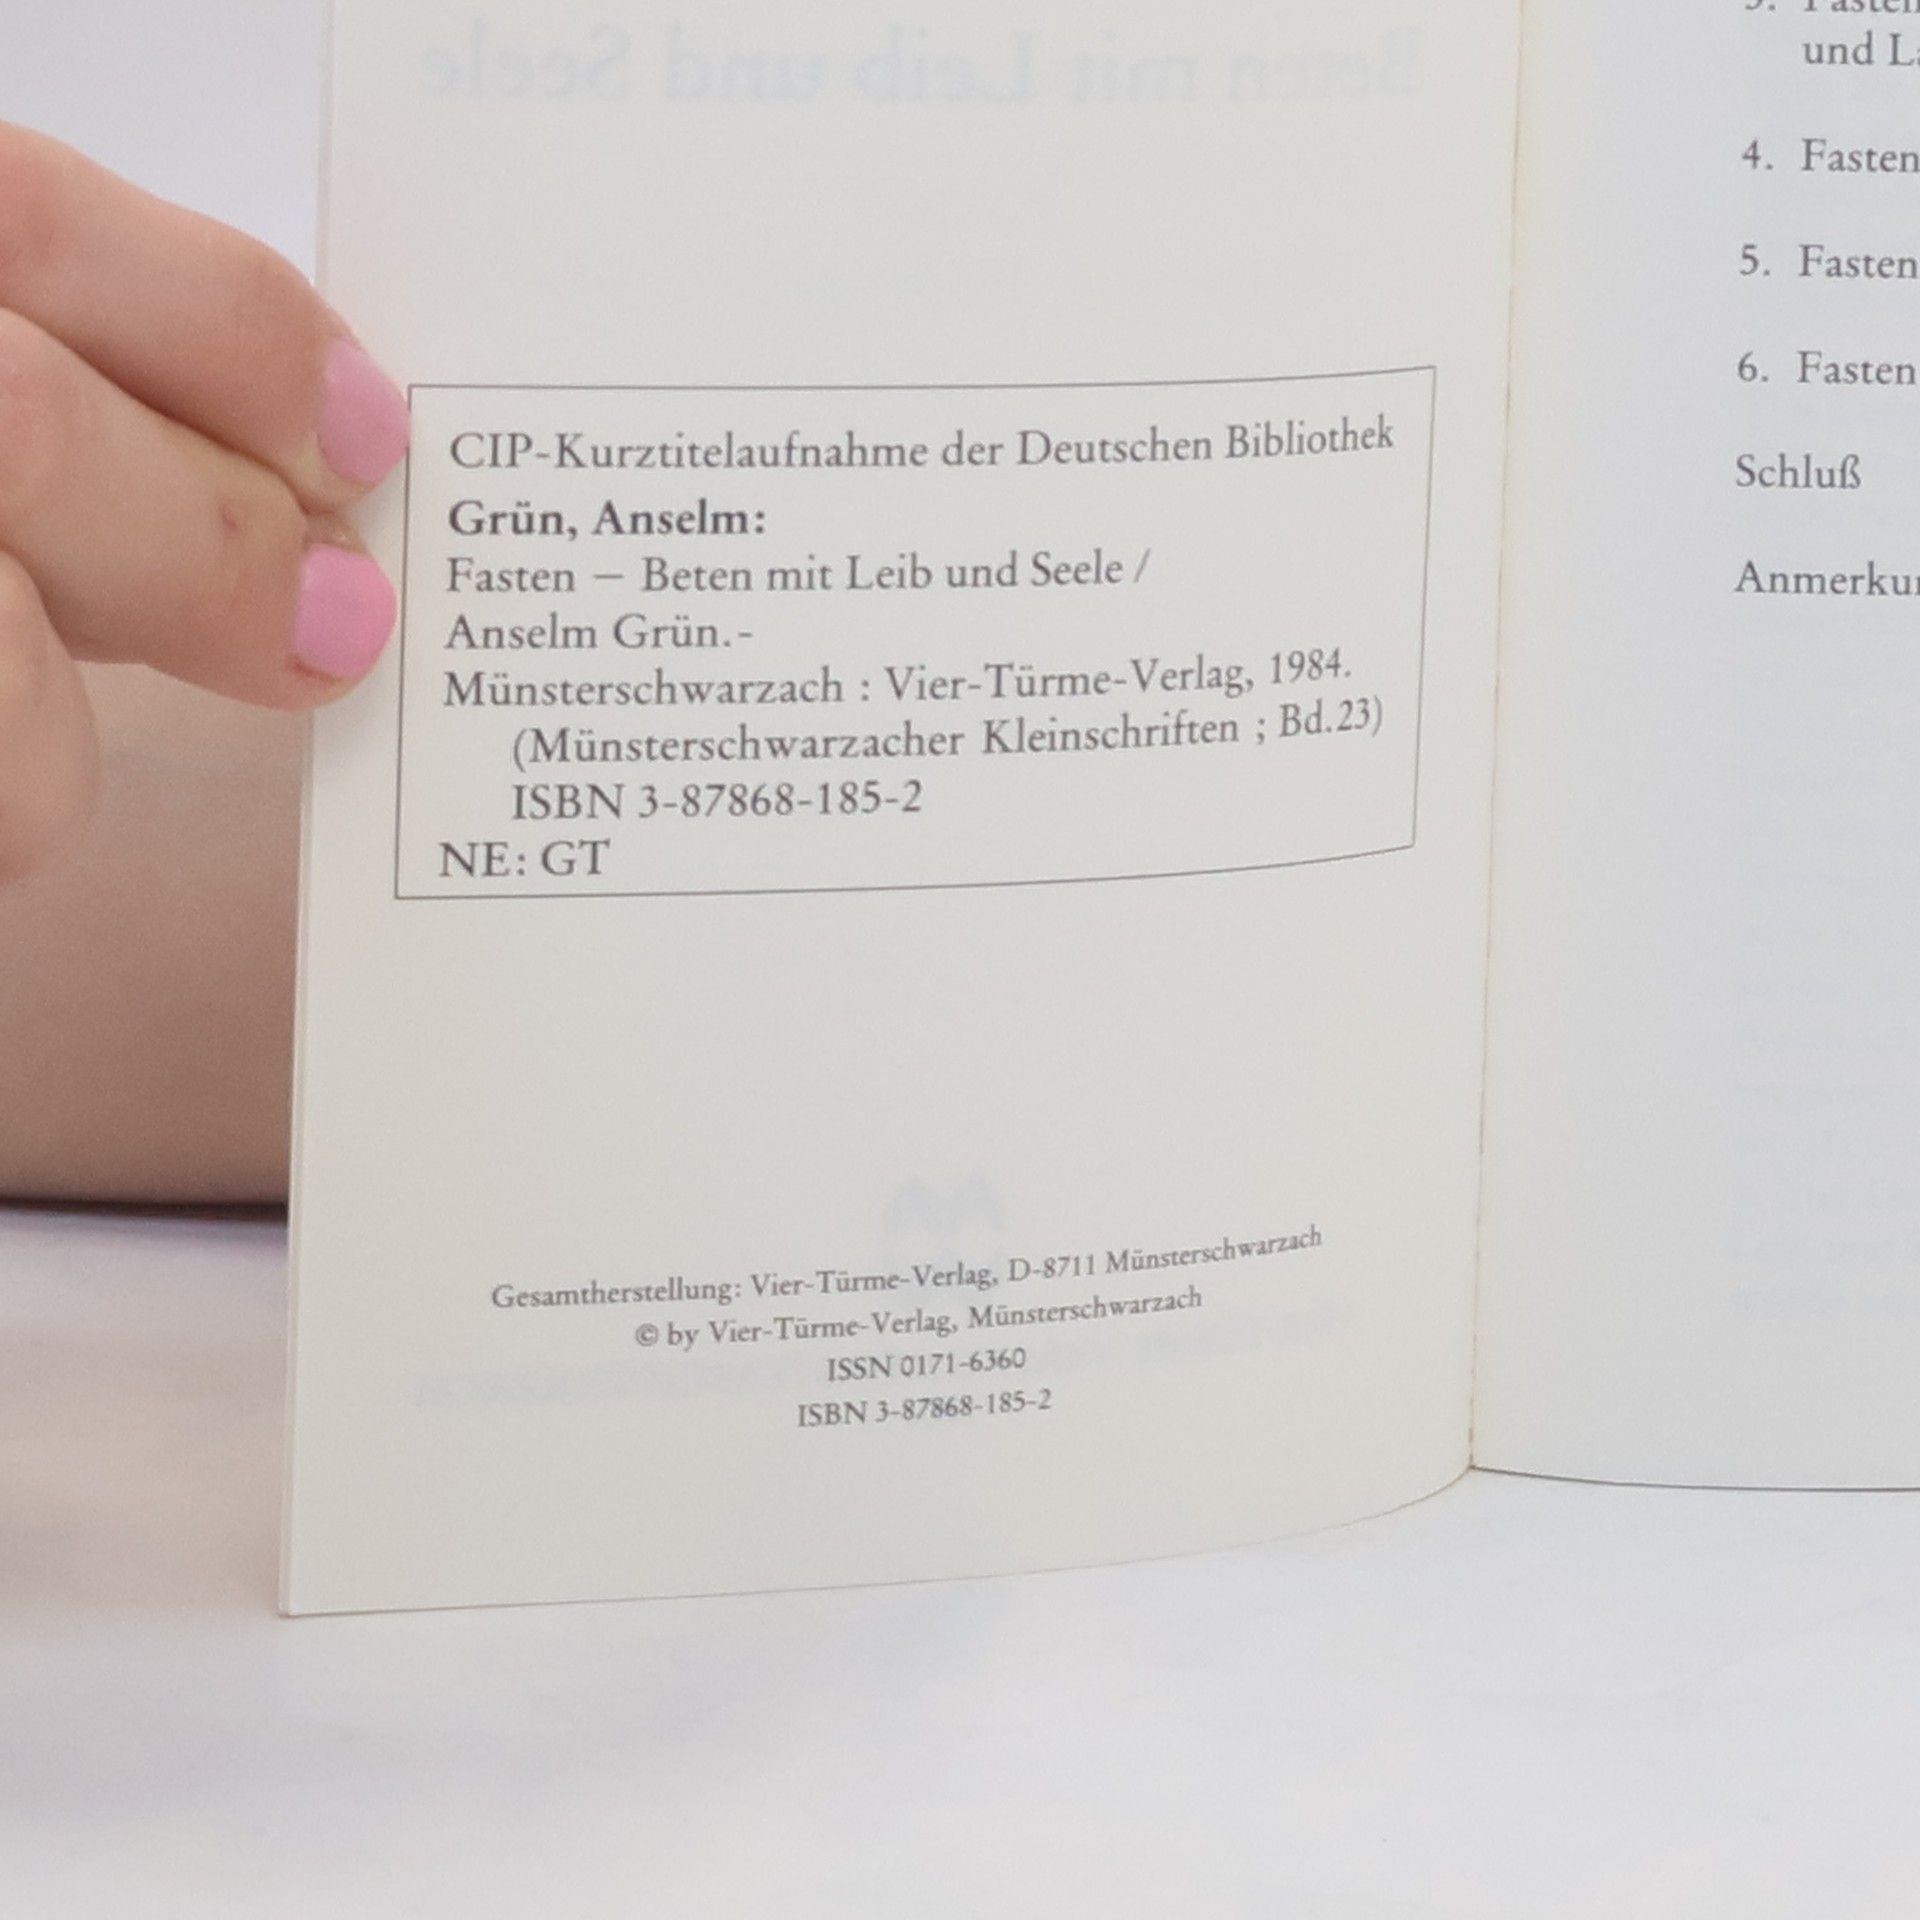 CIP-Kurztitelaufnahme der Deutschen Bibliothek
Grün, Anselm:
Fasten – Beten mit Leib und Seele /
Anselm Grün.-
Münsterschwarzach : Vier-Türme-Verlag, 1984.
(Münsterschwarzacher Kleinschriften ; Bd.23)
ISBN 3-87868-185-2
NE: GT
Gesamtherstellung: Vier-Türme-Verlag, D-8711 Münsterschwarzach
© by Vier-Türme-Verlag, Münsterschwarzach
ISSN 0171-6360
ISBN 3-87868-185-2
und
4. Fasten
5. Fasten
6. Fasten
Schluß